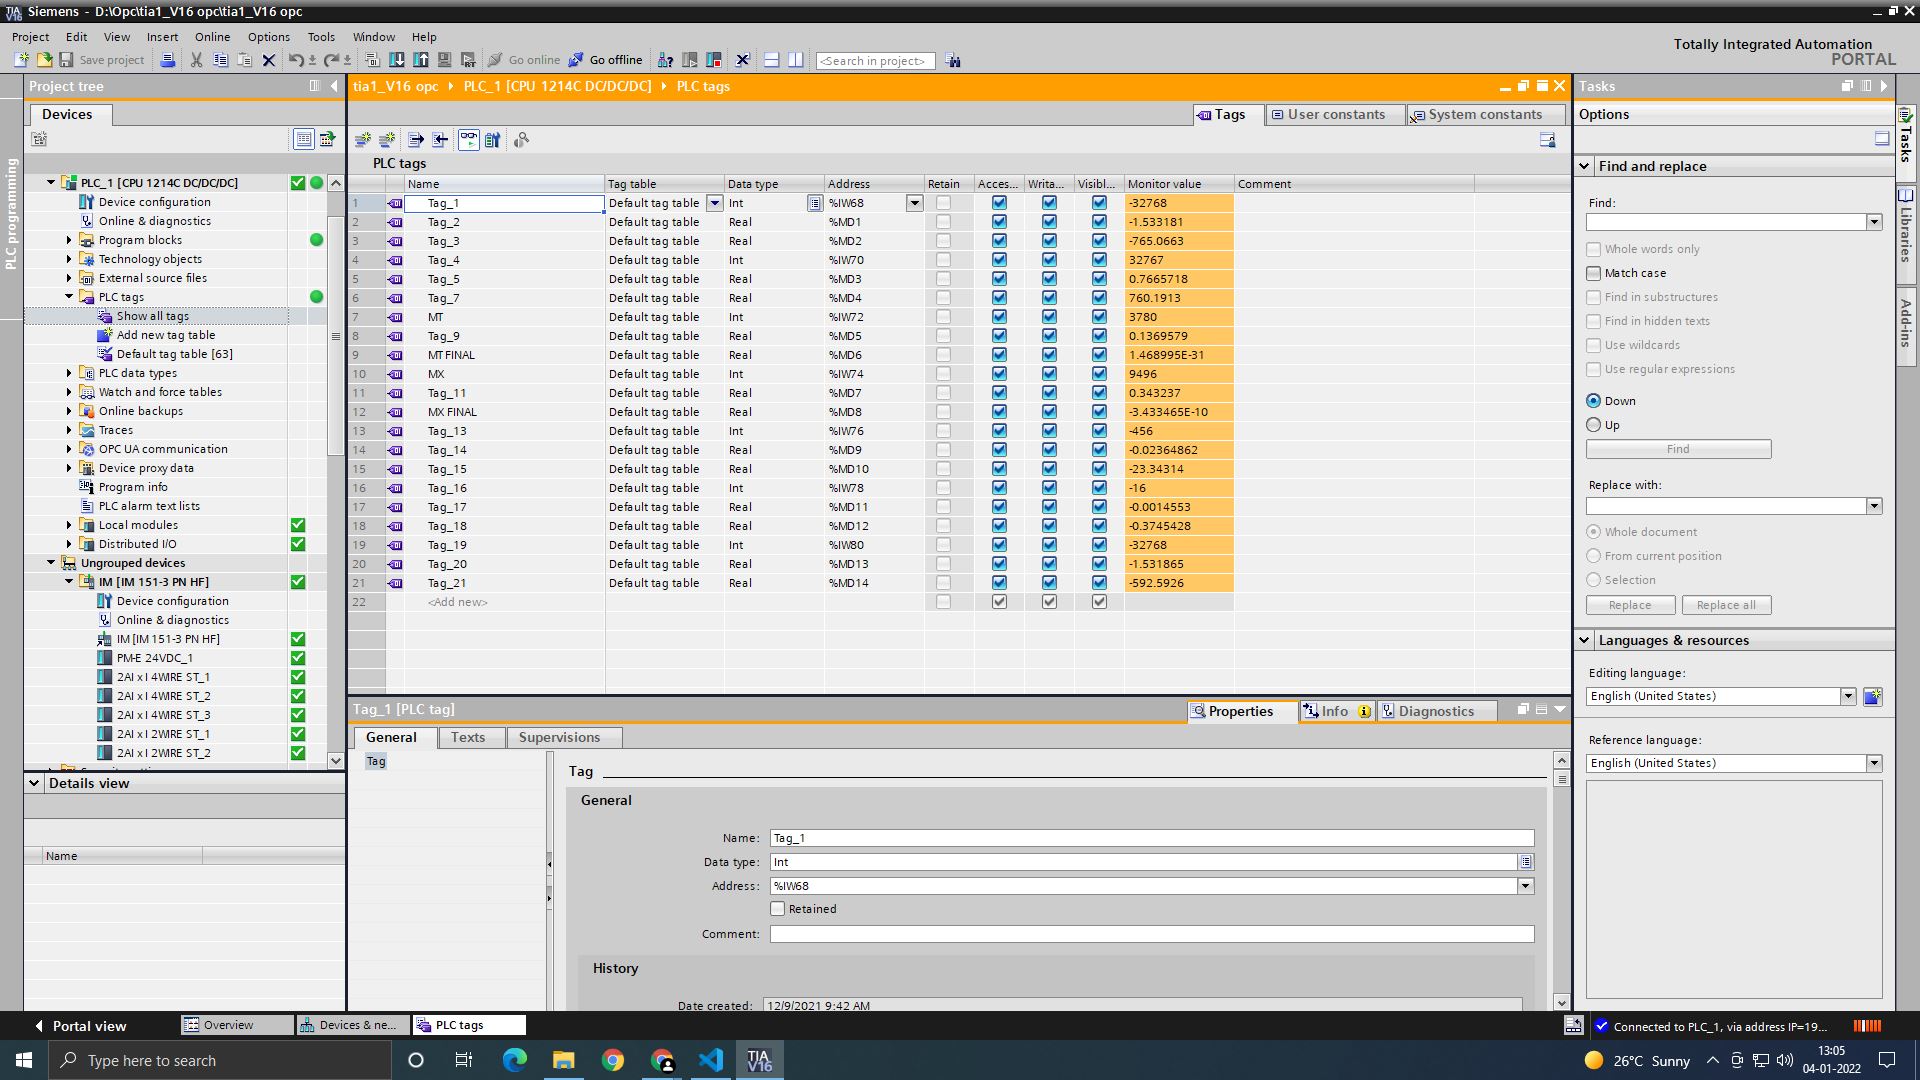 Siemens - D:\Opc\tia1_V16 opc\tia1_V16 opc
Project Edit View Insert Online Options Tools Window Help
Save project
Go online
Go offline
<Search in project>
Totally Integrated Automation
PORTAL
Project tree
tia1_V16 opc › PLC_1 [CPU 1214C DC/DC/DC] › PLC tags
Tasks
Devices
Tags
User constants
System constants
Options
PLC programming
PLC_1 [CPU 1214C DC/DC/DC]
Device configuration
Online & diagnostics
Program blocks
Technology objects
External source files
PLC tags
Show all tags
Add new tag table
Default tag table [63]
PLC data types
Watch and force tables
Online backups
Traces
OPC UA communication
Device proxy data
Program info
PLC alarm text lists
Local modules
Distributed I/O
Ungrouped devices
IM [IM 151-3 PN HF]
Device configuration
Online & diagnostics
IM [IM 151-3 PN HF]
PM-E 24VDC_1
2AI x I 4WIRE ST_1
2AI x I 4WIRE ST_2
2AI x I 4WIRE ST_3
2AI x I 2WIRE ST_1
2AI x I 2WIRE ST_2
Details view
Name
PLC tags
Name Tag table Data type Address Retain Acces... Writa... Visibl... Monitor value Comment
1 Tag_1 Default tag table Int %IW68 -32768
2 Tag_2 Default tag table Real %MD1 -1.533181
3 Tag_3 Default tag table Real %MD2 -765.0663
4 Tag_4 Default tag table Int %IW70 32767
5 Tag_5 Default tag table Real %MD3 0.7665718
6 Tag_7 Default tag table Real %MD4 760.1913
7 MT Default tag table Int %IW72 3780
8 Tag_9 Default tag table Real %MD5 0.1369579
9 MT FINAL Default tag table Real %MD6 1.468995E-31
10 MX Default tag table Int %IW74 9496
11 Tag_11 Default tag table Real %MD7 0.343237
12 MX FINAL Default tag table Real %MD8 -3.433465E-10
13 Tag_13 Default tag table Int %IW76 -456
14 Tag_14 Default tag table Real %MD9 -0.02364862
15 Tag_15 Default tag table Real %MD10 -23.34314
16 Tag_16 Default tag table Int %IW78 -16
17 Tag_17 Default tag table Real %MD11 -0.0014553
18 Tag_18 Default tag table Real %MD12 -0.3745428
19 Tag_19 Default tag table Int %IW80 -32768
20 Tag_20 Default tag table Real %MD13 -1.531865
21 Tag_21 Default tag table Real %MD14 -592.5926
22 <Add new>
Tag_1 [PLC tag]
Properties
Info
Diagnostics
General
Texts
Supervisions
Tag
Tag
General
Name: Tag_1
Data type: Int
Address: %IW68
Retained
Comment:
History
Date created: 12/9/2021 9:42 AM
Find and replace
Find:
Whole words only
Match case
Find in substructures
Find in hidden texts
Use wildcards
Use regular expressions
Down
Up
Find
Replace with:
Whole document
From current position
Selection
Replace
Replace all
Languages & resources
Editing language:
English (United States)
Reference language:
English (United States)
Tasks
Libraries
Add-ins
Portal view
Overview
Devices & ne...
PLC tags
Connected to PLC_1, via address IP=19...
Type here to search
TIA
V16
26°C Sunny
13:05
04-01-2022